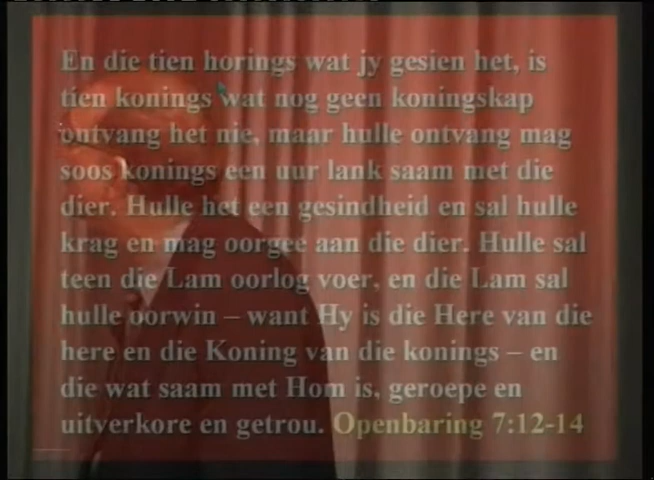 En die tien horings wat jy gesien het, is
tien konings wat nog geen koningskap
ontvang het nie, maar hulle ontvang mag
soos konings een uur lank saam met die
dier. Hulle het een gesindheid en sal hulle
krag en mag oorgee aan die dier. Hulle sal
teen die Lam oorlog voer, en die Lam sal
hulle oorwin – want Hy is die Here van die
here en die Koning van die konings – en
die wat saam met Hom is, geroepe en
uitverkore en getrou. Openbaring 7:12-14